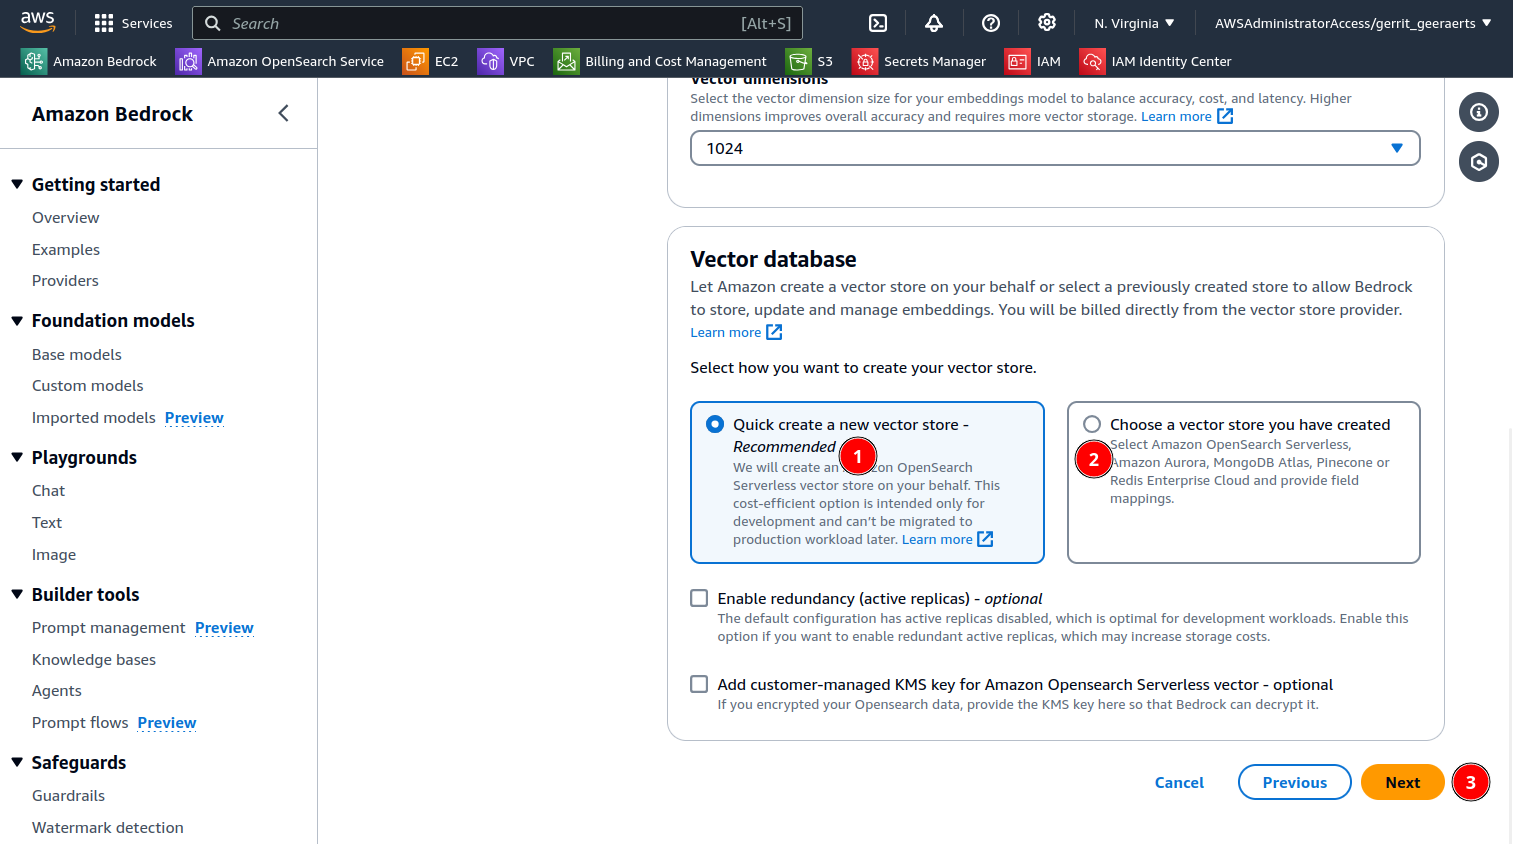 aws
Services
Search [Alt+S]
N. Virginia
AWSAdministratorAccess/gerrit_geeraerts
Amazon Bedrock
Amazon OpenSearch Service
EC2
VPC
Billing and Cost Management
S3
Secrets Manager
IAM
IAM Identity Center
Amazon Bedrock
Getting started
Overview
Examples
Providers
Foundation models
Base models
Custom models
Imported models Preview
Playgrounds
Chat
Text
Image
Builder tools
Prompt management Preview
Knowledge bases
Agents
Prompt flows Preview
Safeguards
Guardrails
Watermark detection
Vector dimensions
Select the vector dimension size for your embeddings model to balance accuracy, cost, and latency. Higher
dimensions improves overall accuracy and requires more vector storage. Learn more
1024
Vector database
Let Amazon create a vector store on your behalf or select a previously created store to allow Bedrock
to store, update and manage embeddings. You will be billed directly from the vector store provider.
Learn more
Select how you want to create your vector store.
Quick create a new vector store -
Recommended
1
We will create an zon OpenSearch
Serverless vector store on your behalf. This
cost-efficient option is intended only for
development and can't be migrated to
production workload later. Learn more
Choose a vector store you have created
2
Select Amazon OpenSearch Serverless,
Amazon Aurora, MongoDB Atlas, Pinecone or
Redis Enterprise Cloud and provide field
mappings.
Enable redundancy (active replicas) - optional
The default configuration has active replicas disabled, which is optimal for development workloads. Enable this
option if you want to enable redundant active replicas, which may increase storage costs.
Add customer-managed KMS key for Amazon Opensearch Serverless vector - optional
If you encrypted your Opensearch data, provide the KMS key here so that Bedrock can decrypt it.
Cancel
Previous
Next
3